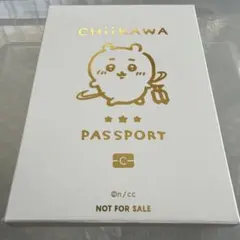 CHIIKAWA
PASSPORT
C
©n/cc
NOT FOR SALE